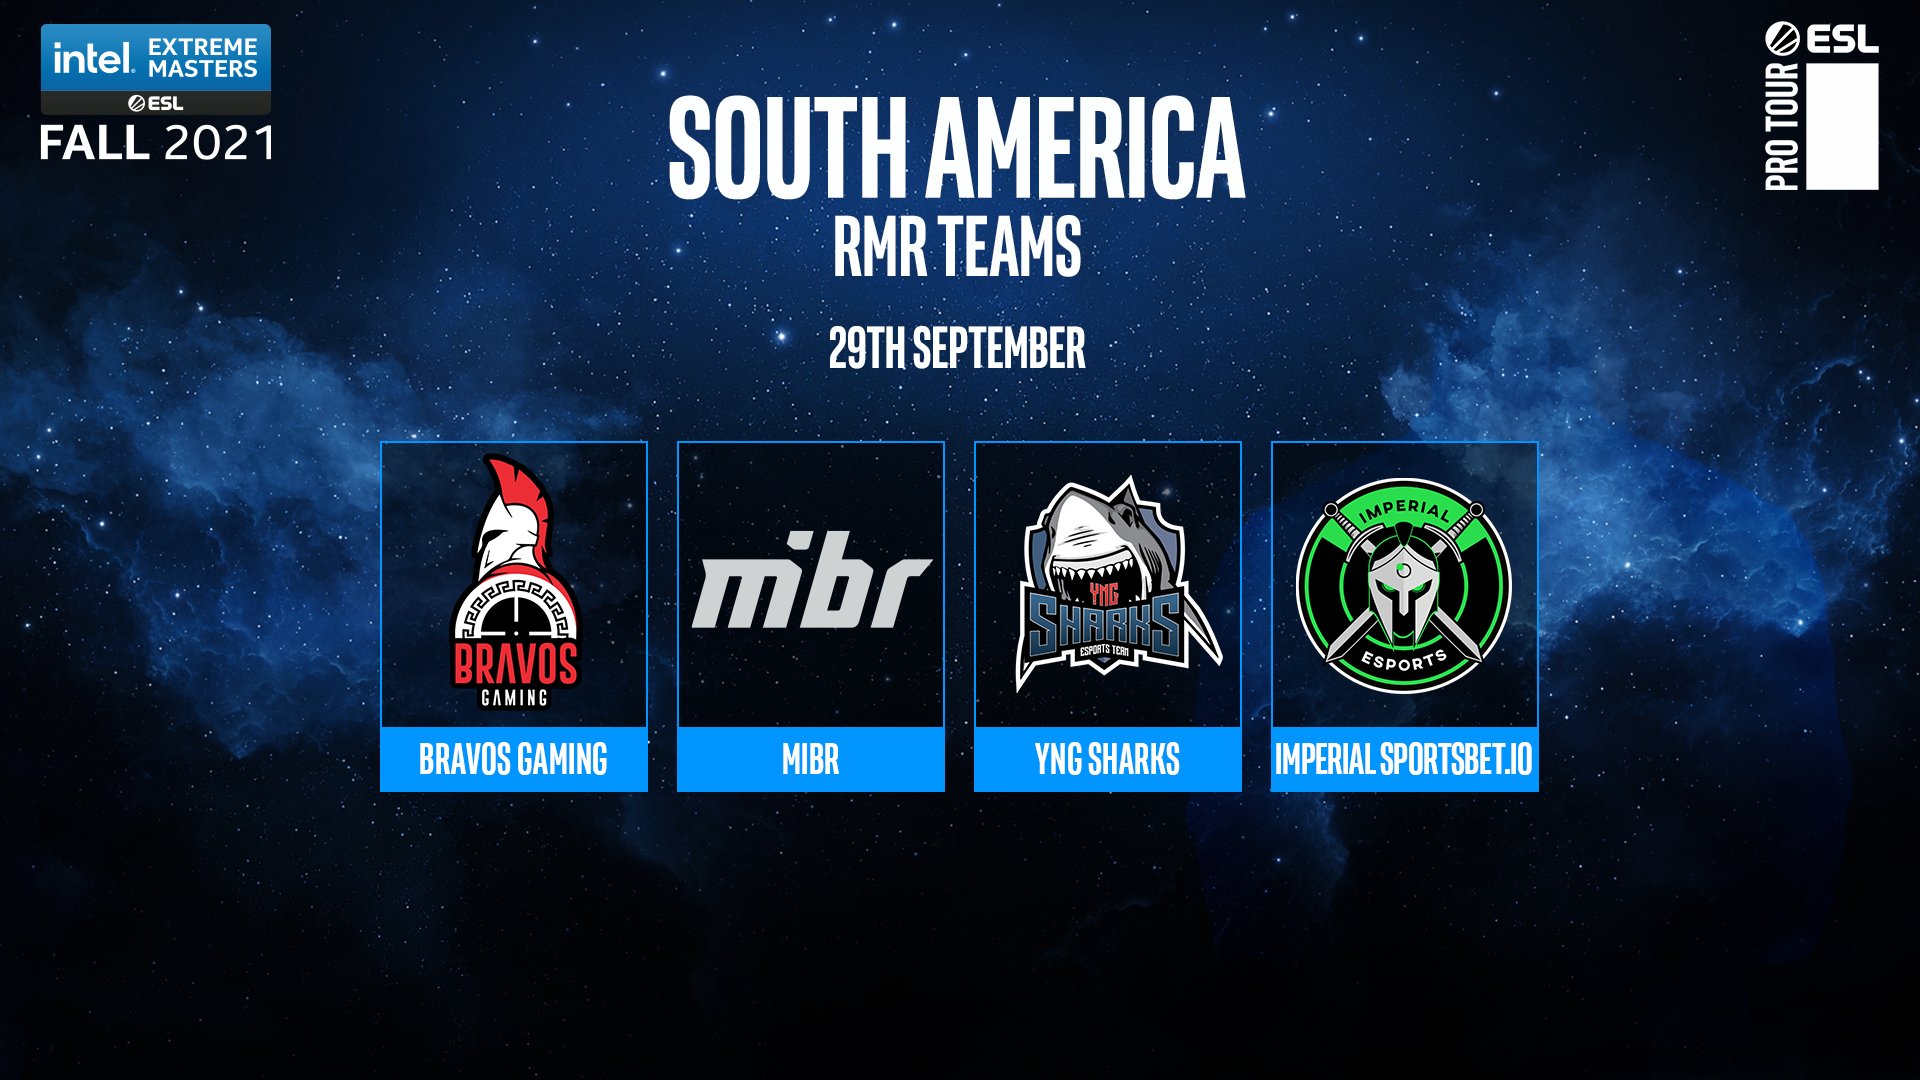 intel. EXTREME
MASTERS
ESL
FALL 2021
ESL
PRO TOUR
SOUTH AMERICA
RMR TEAMS
29TH SEPTEMBER
BRAVOS
GAMING
mibr
YNG
SHARKS
ESPORTS TEAM
IMPERIAL
ESPORTS
BRAVOS GAMING
MIBR
YNG SHARKS
IMPERIAL SPORTSBET.IO